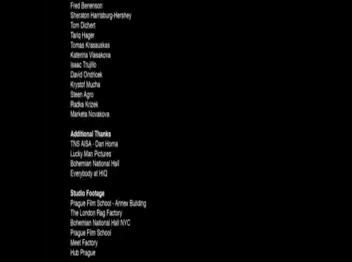 Fred Benenson
Sheraton Harrisburg-Hershey
Tom Dichert
Tariq Hager
Tomas Krasauskas
Katerina Vlasakova
Isaac Trujillo
David Ondricek
Krystof Mucha
Steen Agro
Radka Krizek
Marketa Novakova
Additional Thanks
TNS AISA - Dan Homa
Lucky Man Pictures
Bohemian National Hall
Everybody at HiQ
Studio Footage
Prague Film School - Annex Building
The London Rag Factory
Bohemian National Hall NYC
Prague Film School
Meet Factory
Hub Prague